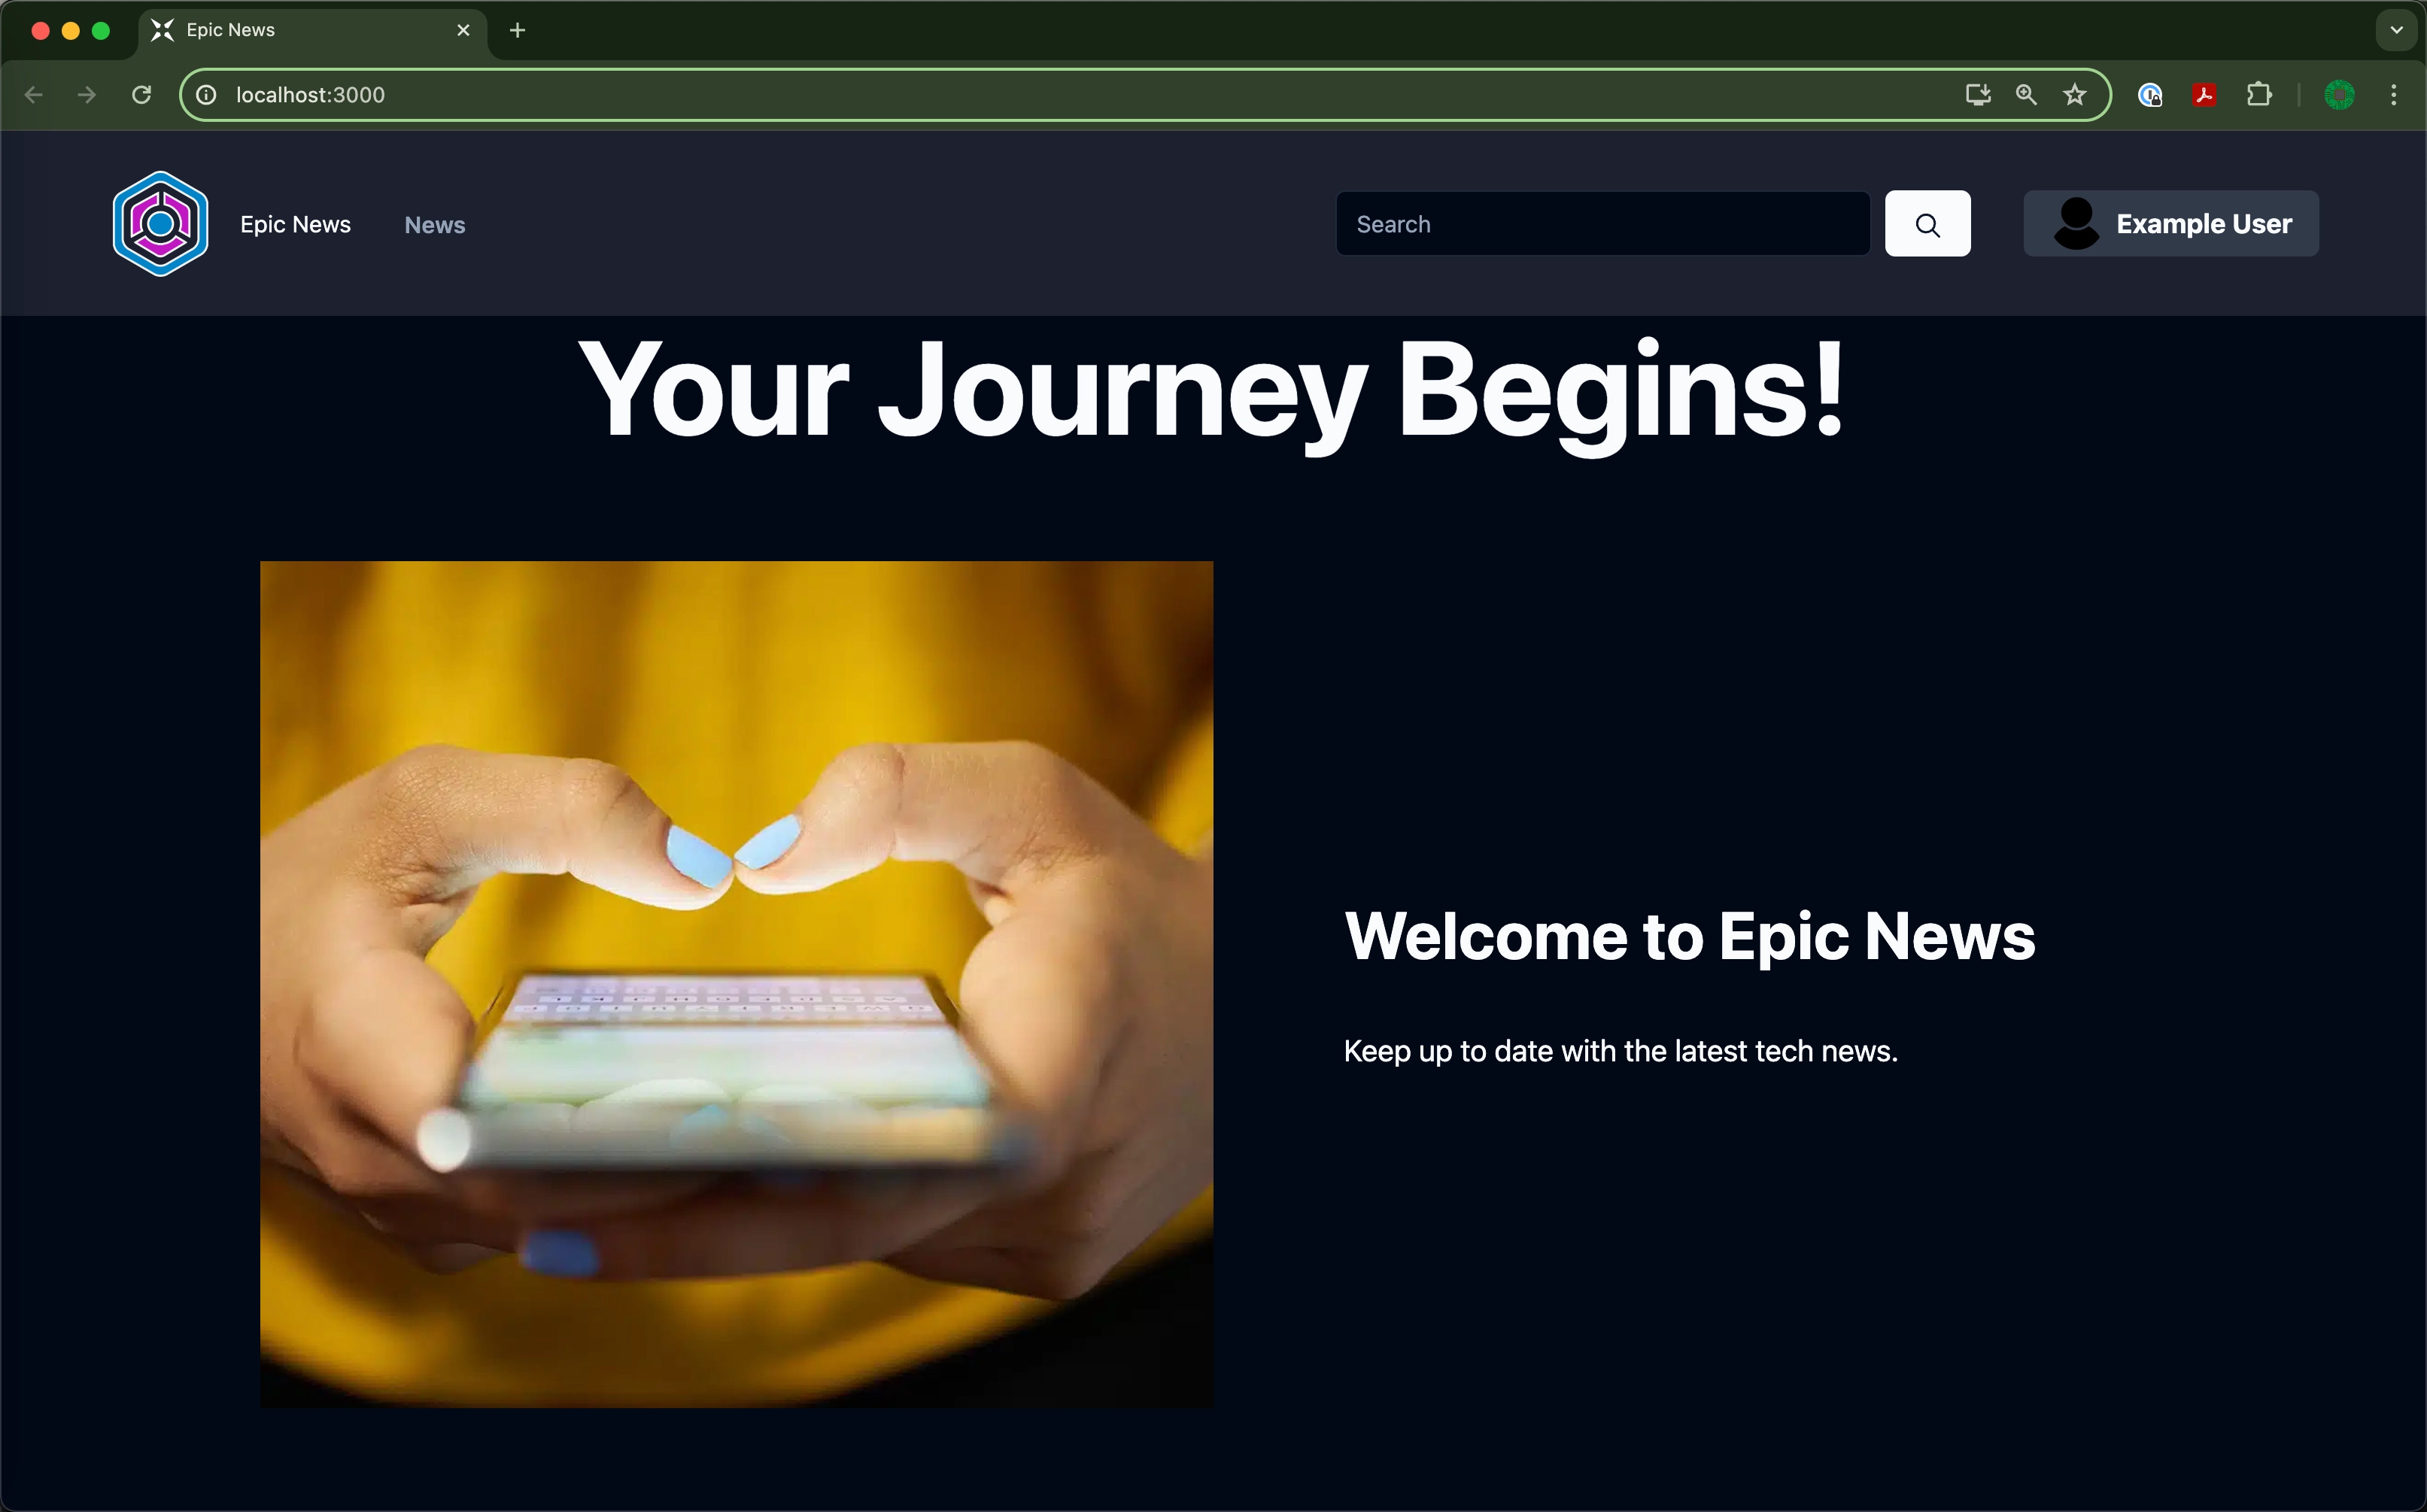 Epic News
localhost:3000
Epic News
News
Search
Example User
Your Journey Begins!
Welcome to Epic News
Keep up to date with the latest tech news.